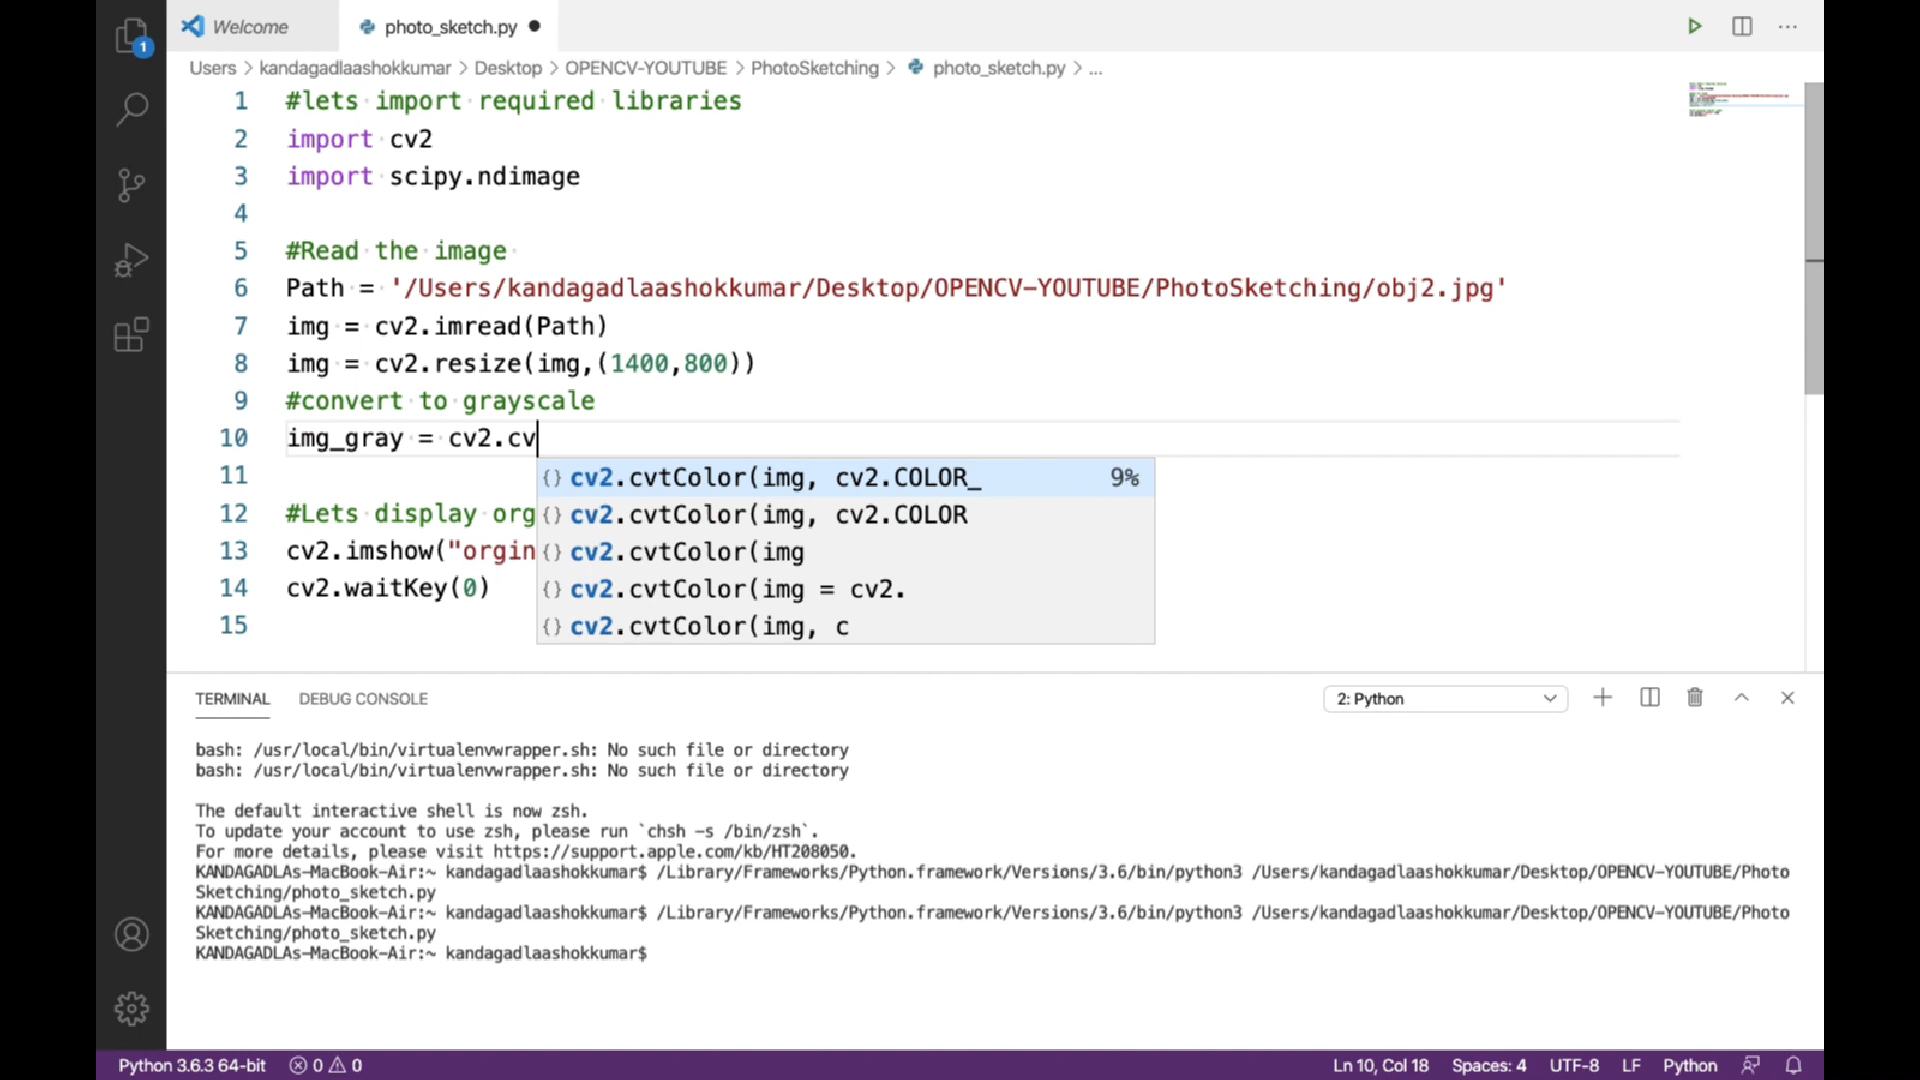 1
Welcome
photo_sketch.py
Users > kandagadlaashokkumar > Desktop > OPENCV-YOUTUBE > PhotoSketching > photo_sketch.py > ...
1 #lets import required libraries
2 import cv2
3 import scipy.ndimage
4
5 #Read the image
6 Path = '/Users/kandagadlaashokkumar/Desktop/OPENCV-YOUTUBE/PhotoSketching/obj2.jpg'
7 img = cv2.imread(Path)
8 img = cv2.resize(img,(1400,800))
9 #convert to grayscale
10 img_gray = cv2.cv
11 {} cv2.cvtColor(img, cv2.COLOR_ 9%
12 #Lets display org {} cv2.cvtColor(img, cv2.COLOR
13 cv2.imshow("orgin {} cv2.cvtColor(img
14 cv2.waitKey(0) {} cv2.cvtColor(img = cv2.
15 {} cv2.cvtColor(img, c
TERMINAL DEBUG CONSOLE 2: Python
bash: /usr/local/bin/virtualenvwrapper.sh: No such file or directory
bash: /usr/local/bin/virtualenvwrapper.sh: No such file or directory
The default interactive shell is now zsh.
To update your account to use zsh, please run `chsh -s /bin/zsh`.
For more details, please visit https://support.apple.com/kb/HT208050.
KANDAGADLAs-MacBook-Air:~ kandagadlaashokkumar$ /Library/Frameworks/Python.framework/Versions/3.6/bin/python3 /Users/kandagadlaashokkumar/Desktop/OPENCV-YOUTUBE/Photo
Sketching/photo_sketch.py
KANDAGADLAs-MacBook-Air:~ kandagadlaashokkumar$ /Library/Frameworks/Python.framework/Versions/3.6/bin/python3 /Users/kandagadlaashokkumar/Desktop/OPENCV-YOUTUBE/Photo
Sketching/photo_sketch.py
KANDAGADLAs-MacBook-Air:~ kandagadlaashokkumar$
Python 3.6.3 64-bit 0 0 Ln 10, Col 18 Spaces: 4 UTF-8 LF Python